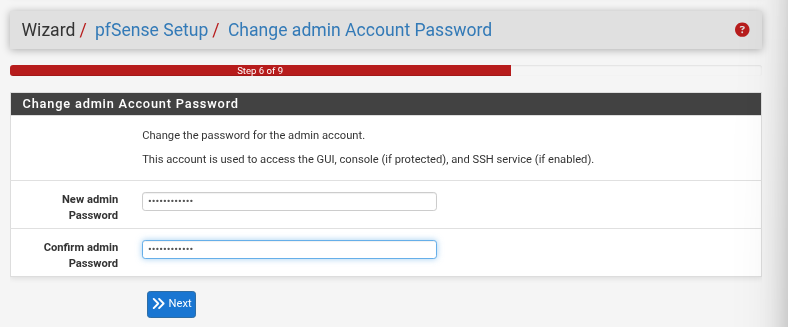 Wizard / pfSense Setup / Change admin Account Password
?
Step 6 of 9
Change admin Account Password
Change the password for the admin account.
This account is used to access the GUI, console (if protected), and SSH service (if enabled).
New admin
Password
••••••••••••
Confirm admin
Password
••••••••••••
Next